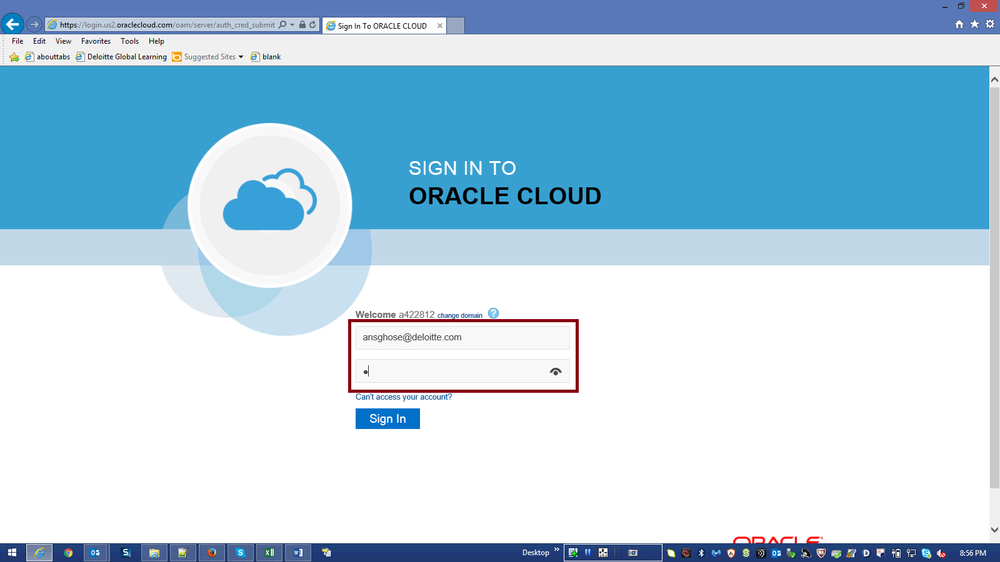 https://login.us2.oraclecloud.com/oam/server/auth_cred_submit
Sign In To ORACLE CLOUD
File Edit View Favorites Tools Help
abouttabs Deloitte Global Learning Suggested Sites blank
SIGN IN TO
ORACLE CLOUD
Welcome a422812 change domain ?
ansghose@deloitte.com
Can't access your account?
Sign In
ORACLE
Desktop
8:56 PM